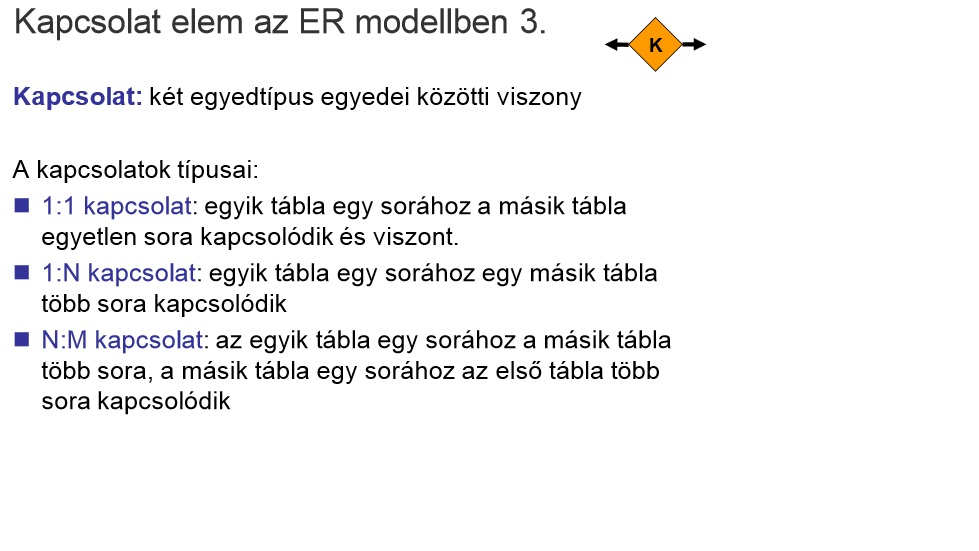 Kapcsolat elem az ER modellben 3.
K
Kapcsolat: két egyedtípus egyedei közötti viszony
A kapcsolatok típusai:
1:1 kapcsolat: egyik tábla egy sorához a másik tábla
egyetlen sora kapcsolódik és viszont.
1:N kapcsolat: egyik tábla egy sorához egy másik tábla
több sora kapcsolódik
N:M kapcsolat: az egyik tábla egy sorához a másik tábla
több sora, a másik tábla egy sorához az első tábla több
sora kapcsolódik